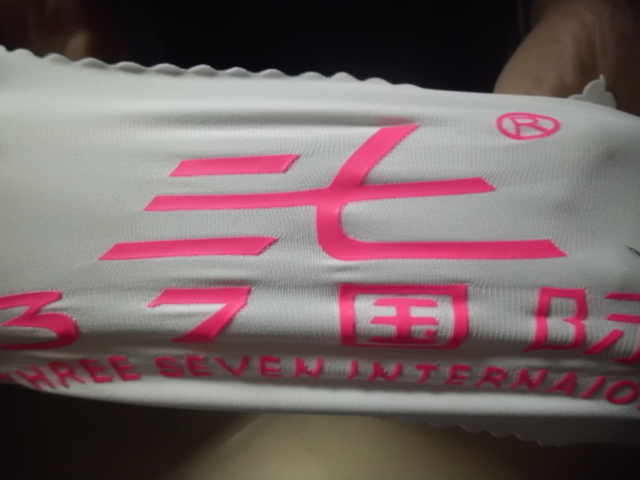 三七®
37国际
THREE SEVEN INTERNAIO